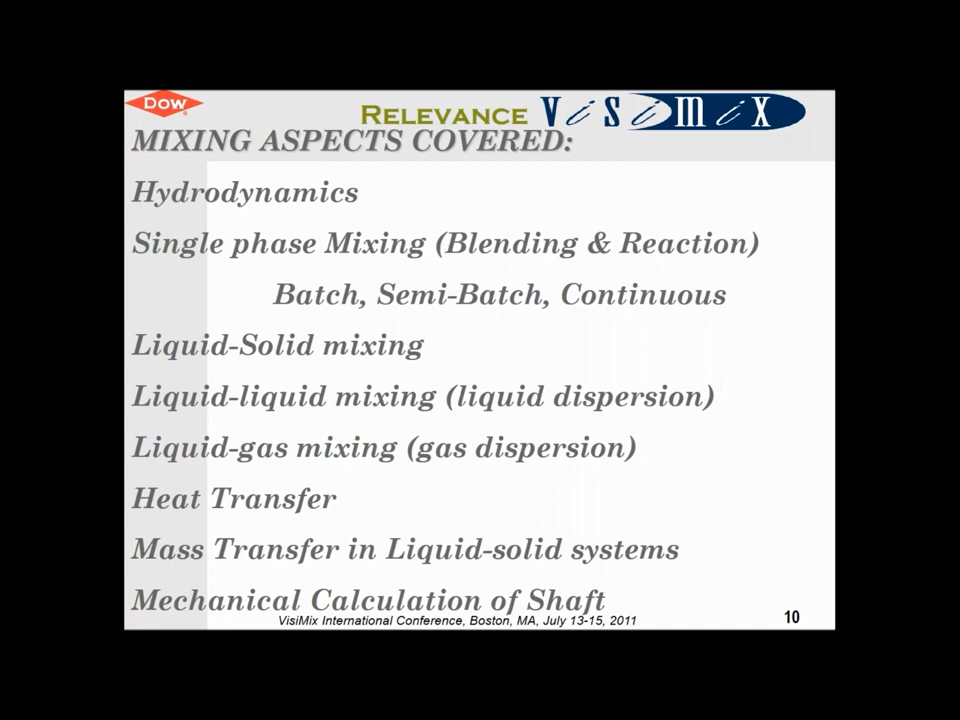 Dow
RELEVANCE VisiMix
MIXING ASPECTS COVERED:
Hydrodynamics
Single phase Mixing (Blending & Reaction)
Batch, Semi-Batch, Continuous
Liquid-Solid mixing
Liquid-liquid mixing (liquid dispersion)
Liquid-gas mixing (gas dispersion)
Heat Transfer
Mass Transfer in Liquid-solid systems
Mechanical Calculation of Shaft
VisiMix International Conference, Boston, MA, July 13-15, 2011
10